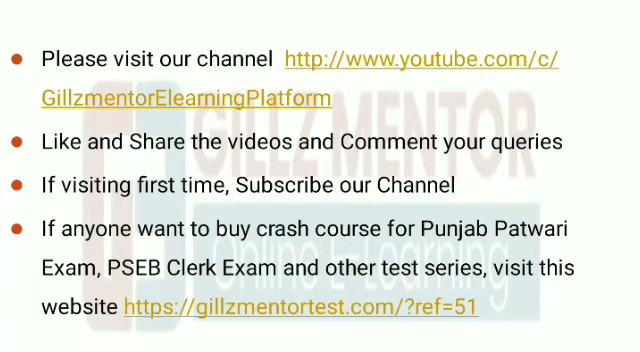 Please visit our channel http://www.youtube.com/c/
GillzmentorElearningPlatform
Like and Share the videos and Comment your queries
If visiting first time, Subscribe our Channel
If anyone want to buy crash course for Punjab Patwari
Exam, PSEB Clerk Exam and other test series, visit this
website https://gillzmentortest.com/?ref=51
GILLZ MENTOR
Online E-Learning